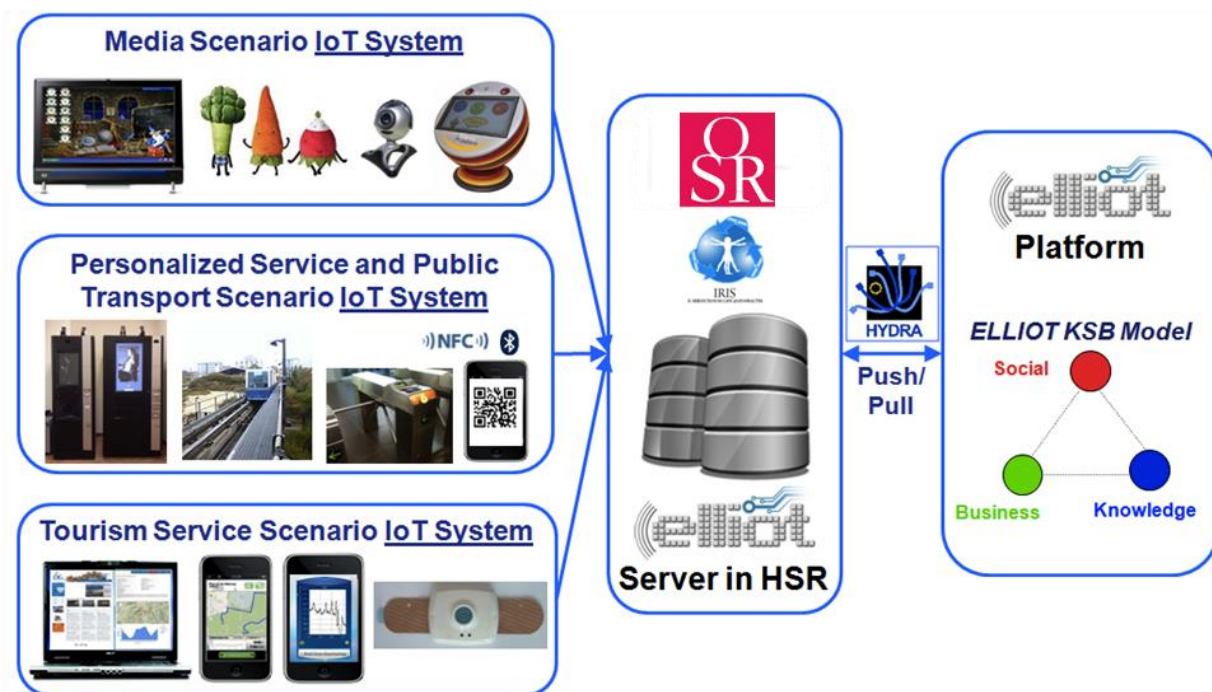 Media Scenario IoT System
Personalized Service and Public
Transport Scenario IoT System
NFC
6
Tourism Service Scenario IoT System
OSR
IRIS
elliot
Server in HSR
HYDRA
Push/
Pull
elliot
Platform
ELLIOT KSB Model
Social
Business
Knowledge